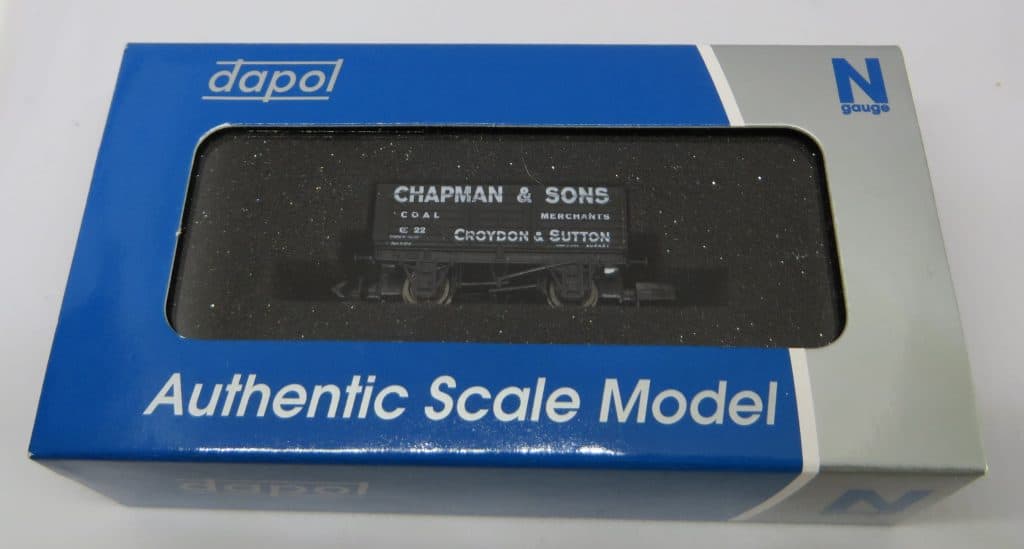 dapol
N
gauge
CHAPMAN & SONS
COAL MERCHANTS
22
CROYDON & SUTTON
Authentic Scale Model
dapol
N